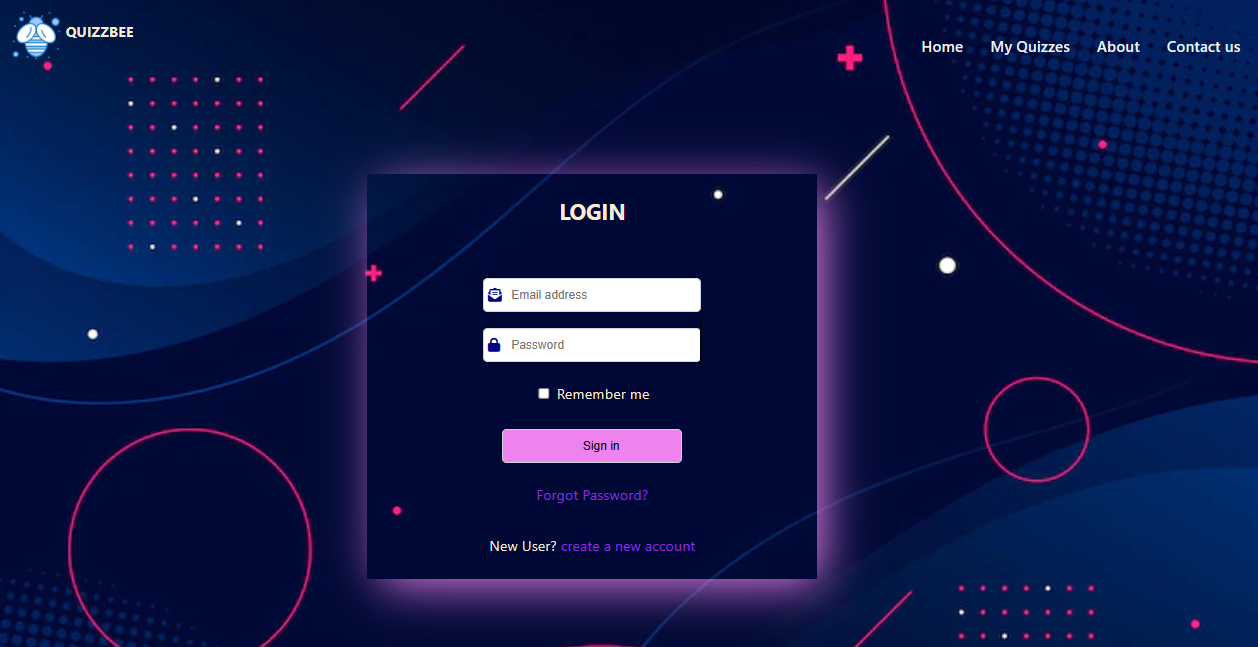 QUIZZBEE
Home My Quizzes About Contact us
LOGIN
Email address
Password
Remember me
Sign in
Forgot Password?
New User? create a new account